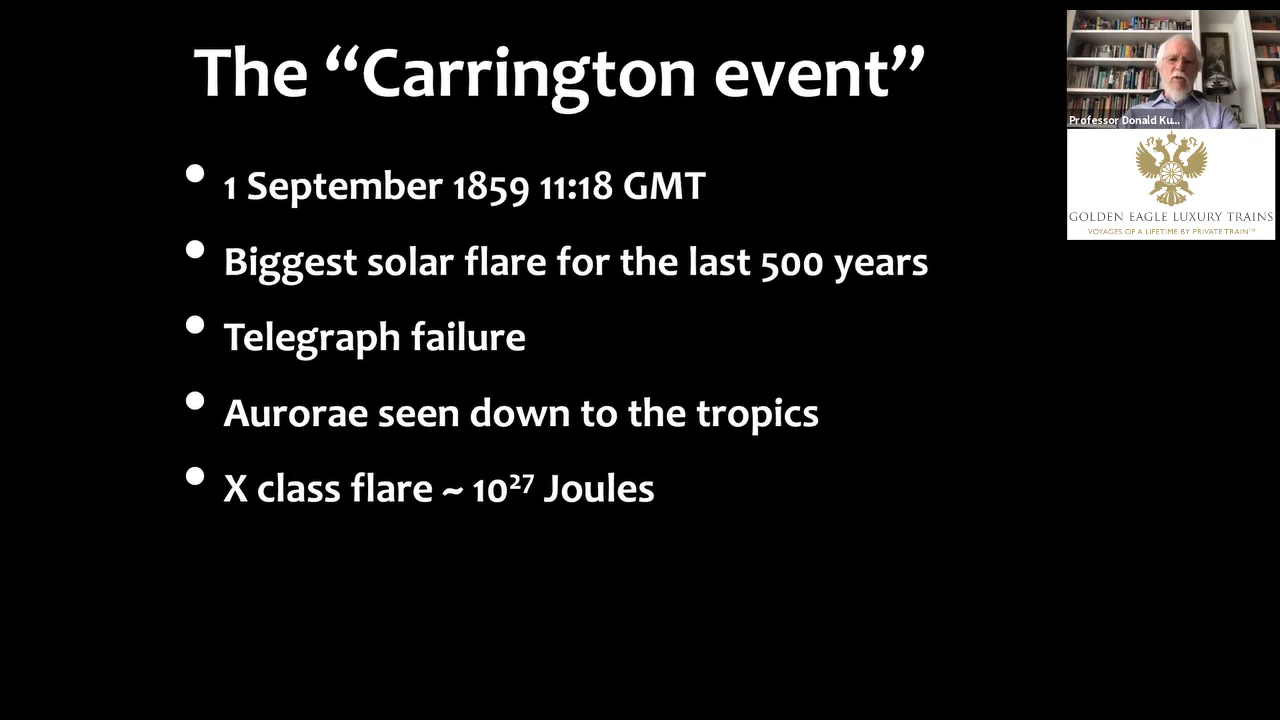 The “Carrington event”
• 1 September 1859 11:18 GMT
• Biggest solar flare for the last 500 years
• Telegraph failure
• Aurorae seen down to the tropics
• X class flare ~ 10²⁷ Joules
Professor Donald Ku...
GOLDEN EAGLE LUXURY TRAINS
VOYAGES OF A LIFETIME BY PRIVATE TRAIN™